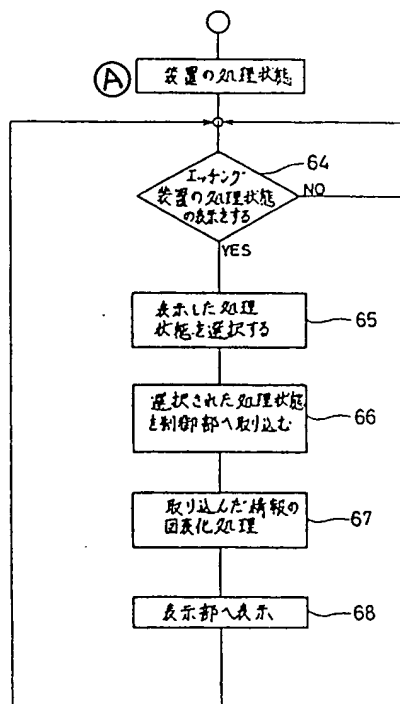 A
装置の処理状態
64
エッチング
装置の処理状態
の表示をする
NO
YES
表示した処理
状態を選択する
65
選択された処理状態
を制御部へ取り込む
66
取り込んだ情報の
図表化処理
67
表示部へ表示
68